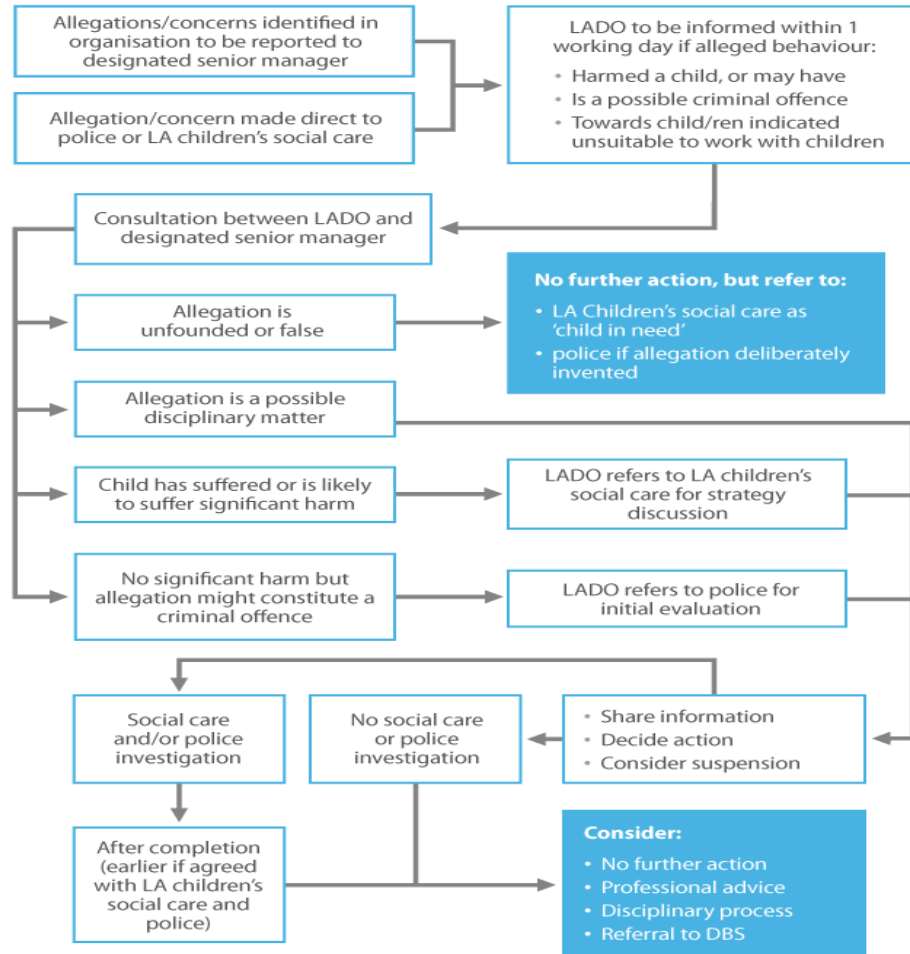 Allegations/concerns identified in
organisation to be reported to
designated senior manager
Allegation/concern made direct to
police or LA children's social care
LADO to be informed within 1
working day if alleged behaviour:
• Harmed a child, or may have
• Is a possible criminal offence
• Towards child/ren indicated
unsuitable to work with children
Consultation between LADO and
designated senior manager
Allegation is
unfounded or false
No further action, but refer to:
• LA Children's social care as
‘child in need’
• police if allegation deliberately
invented
Allegation is a possible
disciplinary matter
Child has suffered or is likely
to suffer significant harm
LADO refers to LA children's
social care for strategy
discussion
No significant harm but
allegation might constitute a
criminal offence
LADO refers to police for
initial evaluation
Social care
and/or police
investigation
No social care
or police
investigation
• Share information
• Decide action
• Consider suspension
After completion
(earlier if agreed
with LA children's
social care and
police)
Consider:
• No further action
• Professional advice
• Disciplinary process
• Referral to DBS